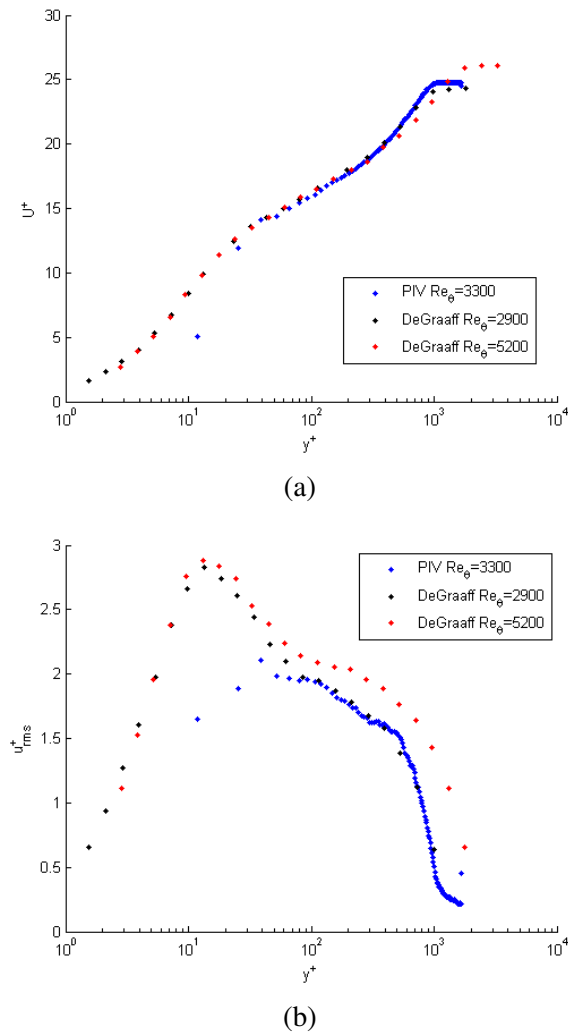 30
25
20
15
10
5
0
U+
PIV Reθ=3300
DeGraaff Reθ=2900
DeGraaff Reθ=5200
10^0 10^1 10^2 10^3 10^4
y+
(a)
3
2.5
2
1.5
1
0.5
0
u+rms
PIV Reθ=3300
DeGraaff Reθ=2900
DeGraaff Reθ=5200
10^0 10^1 10^2 10^3 10^4
y+
(b)